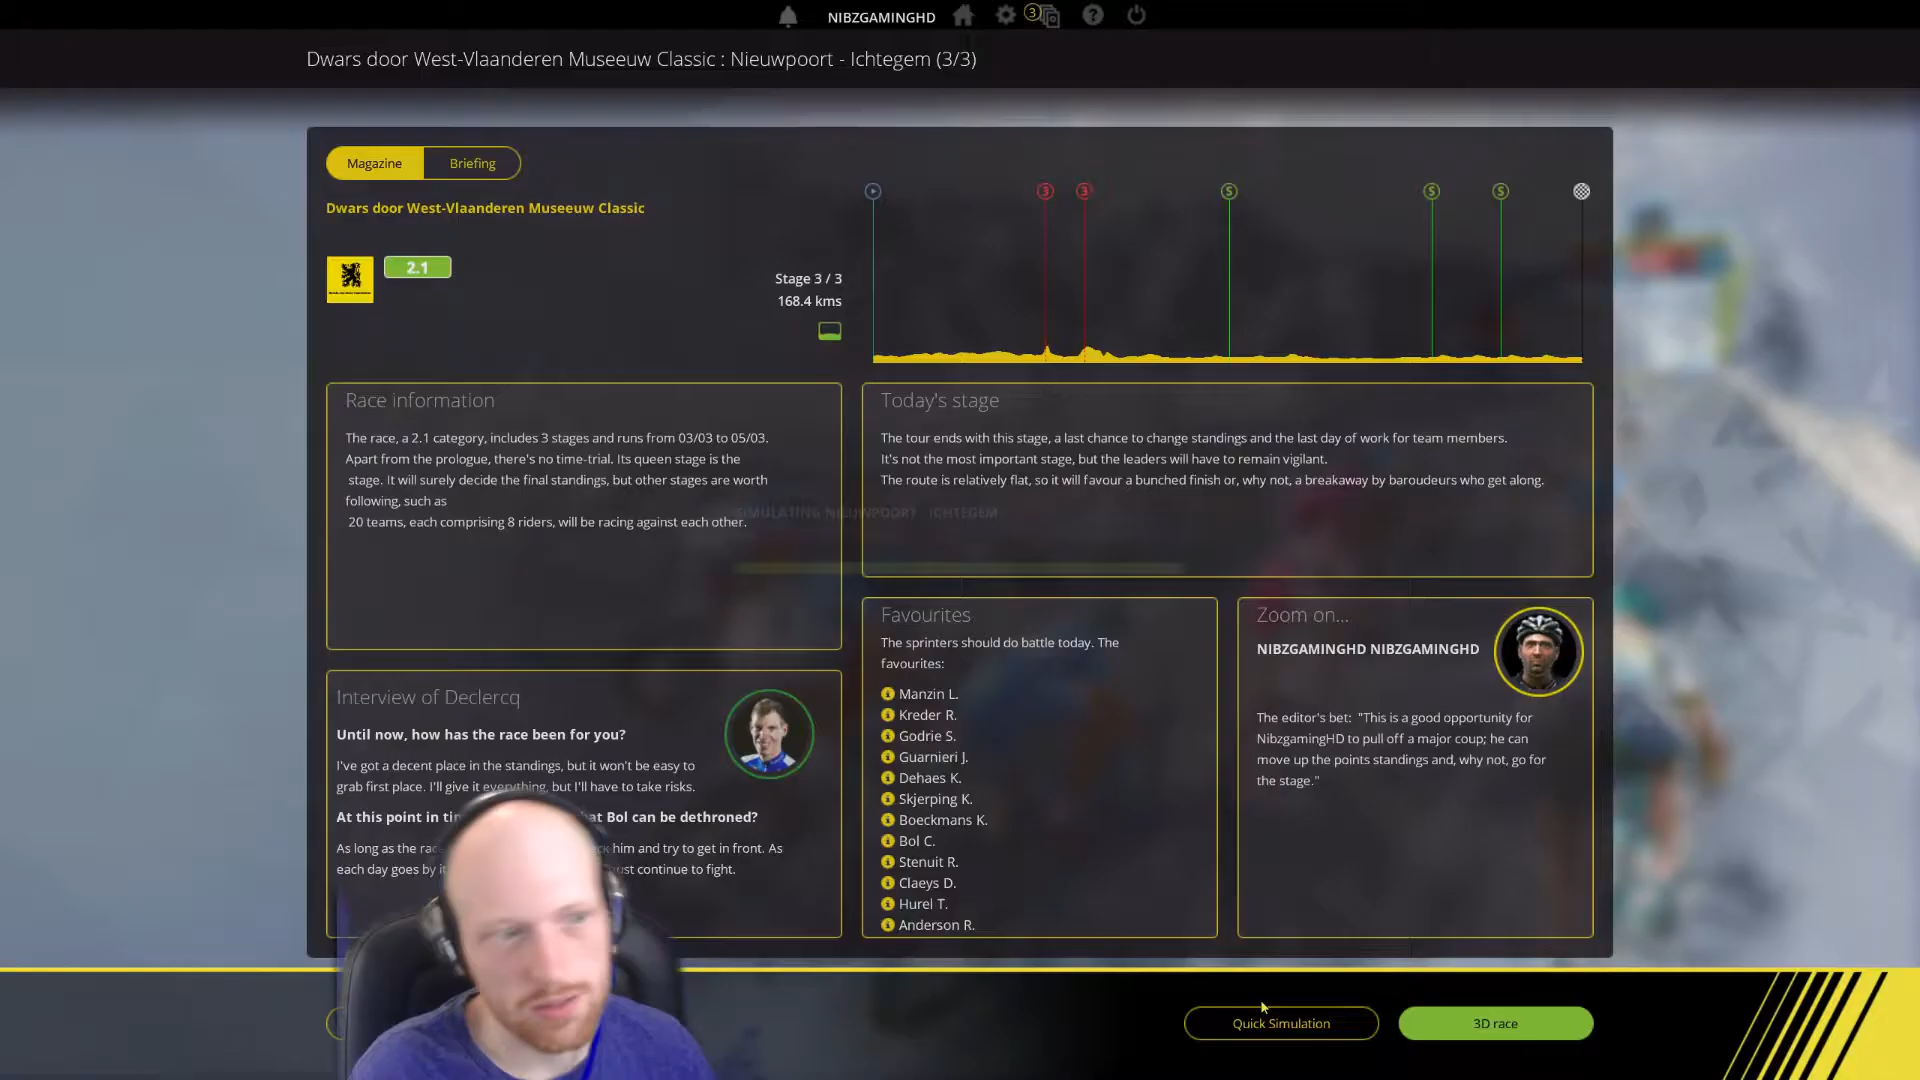 3
NIBZGAMINGHD
Dwars door West-Vlaanderen Museeuw Classic : Nieuwpoort - Ichtegem (3/3)
Magazine
Briefing
Dwars door West-Vlaanderen Museeuw Classic
2.1
Stage 3 / 3
168.4 kms
3
3
S
S
S
Race information
The race, a 2.1 category, includes 3 stages and runs from 03/03 to 05/03.
Apart from the prologue, there's no time-trial. Its queen stage is the
stage. It will surely decide the final standings, but other stages are worth
following, such as
20 teams, each comprising 8 riders, will be racing against each other.
Today's stage
The tour ends with this stage, a last chance to change standings and the last day of work for team members.
It's not the most important stage, but the leaders will have to remain vigilant.
The route is relatively flat, so it will favour a bunched finish or, why not, a breakaway by baroudeurs who get along.
SIMULATING NIEUWPOORT - ICHTEGEM
Interview of Declercq
Until now, how has the race been for you?
I've got a decent place in the standings, but it won't be easy to
grab first place. I'll give it everything, but I'll have to take risks.
At this point in hat Bol can be dethroned?
As long as the him and try to get in front. As
each day goes by continue to fight.
Favourites
The sprinters should do battle today. The
favourites:
Manzin L.
Kreder R.
Godrie S.
Guarnieri J.
Dehaes K.
Skjerping K.
Boeckmans K.
Bol C.
Stenuit R.
Claeys D.
Hurel T.
Anderson R.
Zoom on...
NIBZGAMINGHD NIBZGAMINGHD
The editor's bet: "This is a good opportunity for
NibzgamingHD to pull off a major coup; he can
move up the points standings and, why not, go for
the stage."
Quick Simulation
3D race